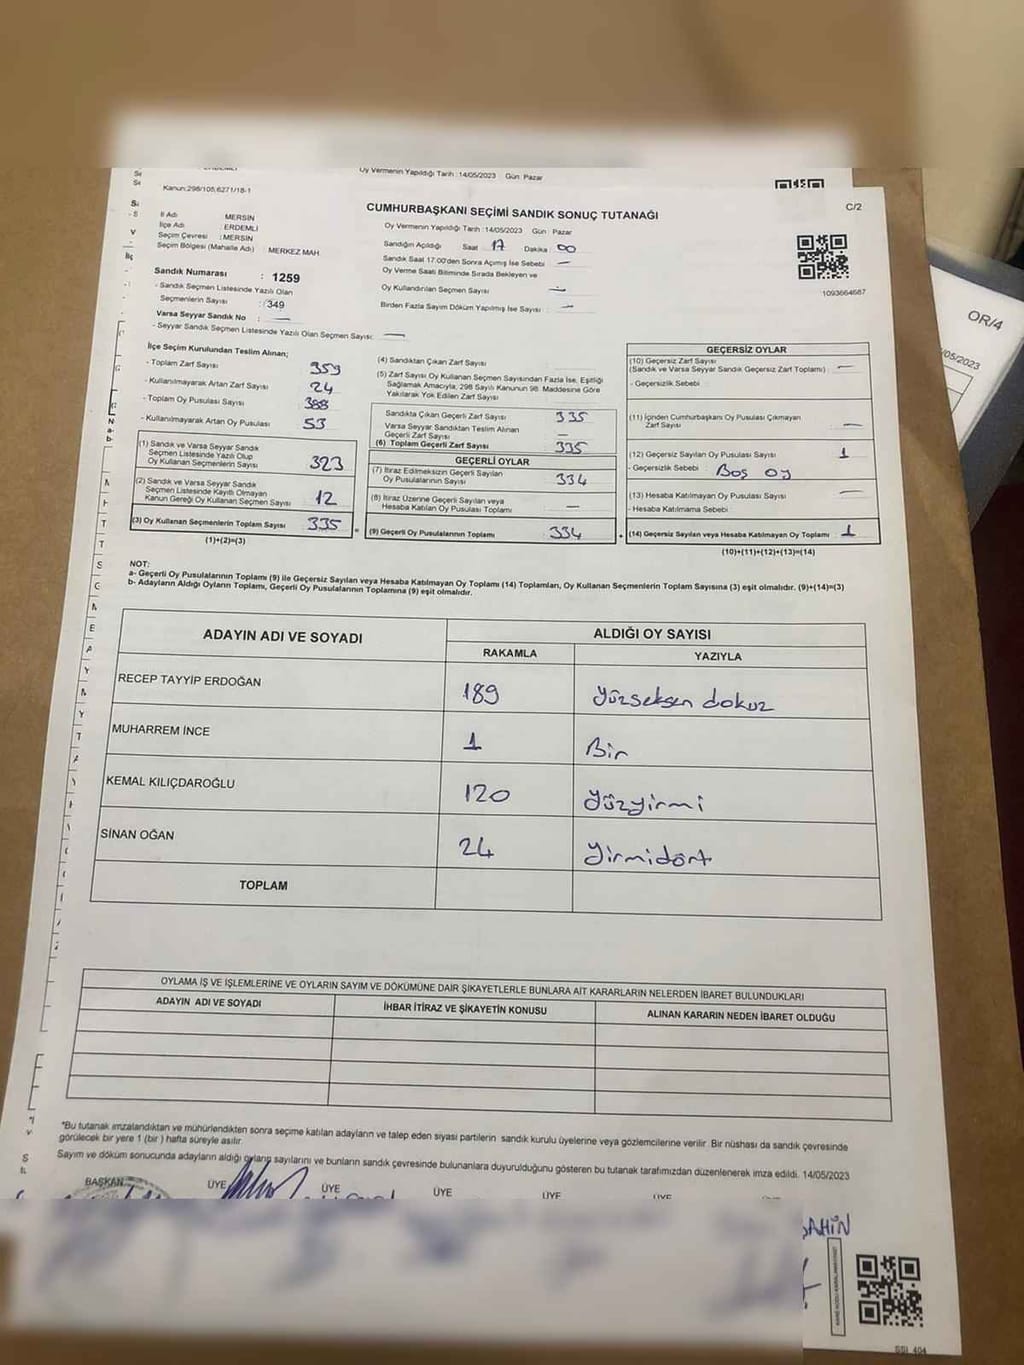 Oy Vermenin Yapıldığı Tarih :14/05/2023 Gün: Pazar
Kanun:298/105,6271/18-1
C/2
CUMHURBAŞKANI SEÇİMİ SANDIK SONUÇ TUTANAĞI
İl Adı MERSİN
İlçe Adı : ERDEMLİ
Seçim Çevresi : MERSİN
Seçim Bölgesi (Mahalle Adı) : MERKEZ MAH
Oy Vermenin Yapıldığı Tarih :14/05/2023 Gün : Pazar
Sandığın Açıldığı Saat 17 Dakika : 00
Sandık Saat 17.00'den Sonra Açımış İse Sebebi —
Oy Verme Saati Bitiminde Sırada Bekleyen ve
Oy Kullandırılan Seçmen Sayısı —
Birden Fazla Sayım Döküm Yapılmış İse Sayısı : —
1093664687
Sandık Numarası : 1259
- Sandık Seçmen Listesinde Yazılı Olan
Seçmenlerin Sayısı : 349
Varsa Seyyar Sandık No : —
- Seyyar Sandık Seçmen Listesinde Yazılı Olan Seçmen Sayısı: —
OR/4
/05/2023
İlçe Seçim Kurulundan Teslim Alınan;
- Toplam Zarf Sayısı 359
- Kullanılmayarak Artan Zarf Sayısı 24
- Toplam Oy Pusulası Sayısı 388
- Kullanılmayarak Artan Oy Pusulası 53
(1) Sandık ve Varsa Seyyar Sandık
Seçmen Listesinde Yazılı Olup
Oy Kullanan Seçmenlerin Sayısı 323
(2) Sandık ve Varsa Seyyar Sandık
Seçmen Listesinde Kayıtlı Olmayan
Kanun Gereği Oy Kullanan Seçmen Sayısı 12
(3) Oy Kullanan Seçmenlerin Toplam Sayısı 335
(1)+(2)=(3)
(4) Sandıktan Çıkan Zarf Sayısı
(5) Zarf Sayısı Oy Kullanan Seçmen Sayısından Fazla İse, Eşitliği
Sağlamak Amacıyla, 298 Sayılı Kanunun 98. Maddesine Göre
Yakılarak Yok Edilen Zarf Sayısı
Sandıkta Çıkan Geçerli Zarf Sayısı 335
Varsa Seyyar Sandıktan Teslim Alınan
Geçerli Zarf Sayısı —
(6) Toplam Geçerli Zarf Sayısı 335
GEÇERLİ OYLAR
(7) İtiraz Edilmeksizin Geçerli Sayılan
Oy Pusulalarının Sayısı 334
(8) İtiraz Üzerine Geçerli Sayılan veya
Hesaba Katılan Oy Pusulası Toplamı —
= (9) Geçerli Oy Pusulalarının Toplamı 334
GEÇERSİZ OYLAR
(10) Geçersiz Zarf Sayısı
(Sandık ve Varsa Seyyar Sandık Geçersiz Zarf Toplamı) : —
- Geçersizlik Sebebi
(11) İçinden Cumhurbaşkanı Oy Pusulası Çıkmayan
Zarf Sayısı —
(12) Geçersiz Sayılan Oy Pusulası Sayısı 1
- Geçersizlik Sebebi : Boş oy
(13) Hesaba Katılmayan Oy Pusulası Sayısı —
- Hesaba Katılmama Sebebi
+ (14) Geçersiz Sayılan veya Hesaba Katılmayan Oy Toplamı : 1
(10)+(11)+(12)+(13)=(14)
NOT:
a- Geçerli Oy Pusulalarının Toplamı (9) ile Geçersiz Sayılan veya Hesaba Katılmayan Oy Toplamı (14) Toplamları, Oy Kullanan Seçmenlerin Toplam Sayısına (3) eşit olmalıdır. (9)+(14)=(3)
b- Adayların Aldığı Oyların Toplamı, Geçerli Oy Pusulalarının Toplamına (9) eşit olmalıdır.
ADAYIN ADI VE SOYADI ALDIĞI OY SAYISI
RAKAMLA YAZIYLA
RECEP TAYYİP ERDOĞAN 189 Yüzseksen dokuz
MUHARREM İNCE 1 Bir
KEMAL KILIÇDAROĞLU 120 Yüzyirmi
SİNAN OĞAN 24 Yirmidört
TOPLAM
OYLAMA İŞ VE İŞLEMLERİNE VE OYLARIN SAYIM VE DÖKÜMÜNE DAİR ŞİKAYETLERLE BUNLARA AİT KARARLARIN NELERDEN İBARET BULUNDUKLARI
ADAYIN ADI VE SOYADI İHBAR İTİRAZ VE ŞİKAYETİN KONUSU ALINAN KARARIN NEDEN İBARET OLDUĞU
*Bu tutanak imzalandıktan ve mühürlendikten sonra seçime katılan adayların ve talep eden siyasi partilerin sandık kurulu üyelerine veya gözlemcilerine verilir. Bir nüshası da sandık çevresinde
görülecek bir yere 1 (bir ) hafta süreyle asılır.
Sayım ve döküm sonucunda adayların aldığı oyların sayılarını ve bunların sandık çevresinde bulunanlara duyurulduğunu gösteren bu tutanak tarafımızdan düzenlenerek imza edildi. 14/05/2023
BAŞKAN ÜYE ÜYE ÜYE ÜYE ÜYE